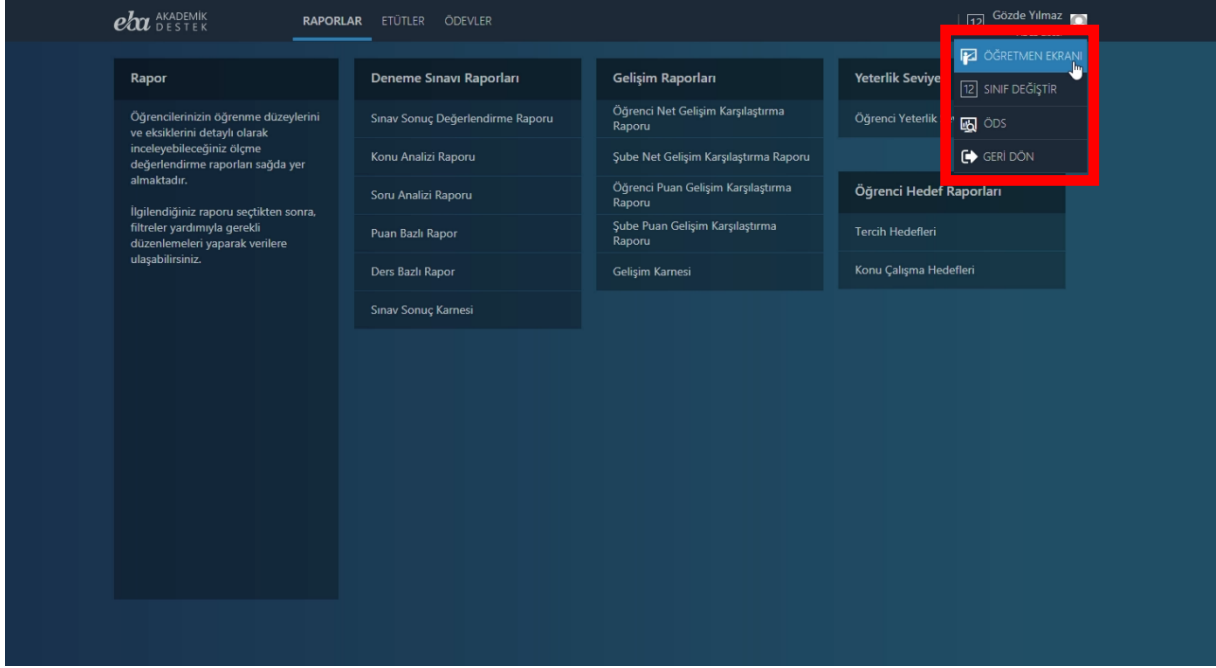 eba AKADEMİK
DESTEK
RAPORLAR ETÜTLER ÖDEVLER
12 Gözde Yılmaz
ÖĞRETMEN EKRANI
SINIF DEĞİŞTİR
12
ÖDS
GERİ DÖN
Rapor
Öğrencilerinizin öğrenme düzeylerini
ve eksiklerini detaylı olarak
inceleyebileceğiniz ölçme
değerlendirme raporları sağda yer
almaktadır.
İlgilendiğiniz raporu seçtikten sonra,
filtreler yardımıyla gerekli
düzenlemeleri yaparak verilere
ulaşabilirsiniz.
Deneme Sınavı Raporları
Sınav Sonuç Değerlendirme Raporu
Konu Analizi Raporu
Soru Analizi Raporu
Puan Bazlı Rapor
Ders Bazlı Rapor
Sınav Sonuç Karnesi
Gelişim Raporları
Öğrenci Net Gelişim Karşılaştırma
Raporu
Şube Net Gelişim Karşılaştırma Raporu
Öğrenci Puan Gelişim Karşılaştırma
Raporu
Şube Puan Gelişim Karşılaştırma
Raporu
Gelişim Karnesi
Yeterlik Seviye
Öğrenci Yeterlik
Öğrenci Hedef Raporları
Tercih Hedefleri
Konu Çalışma Hedefleri